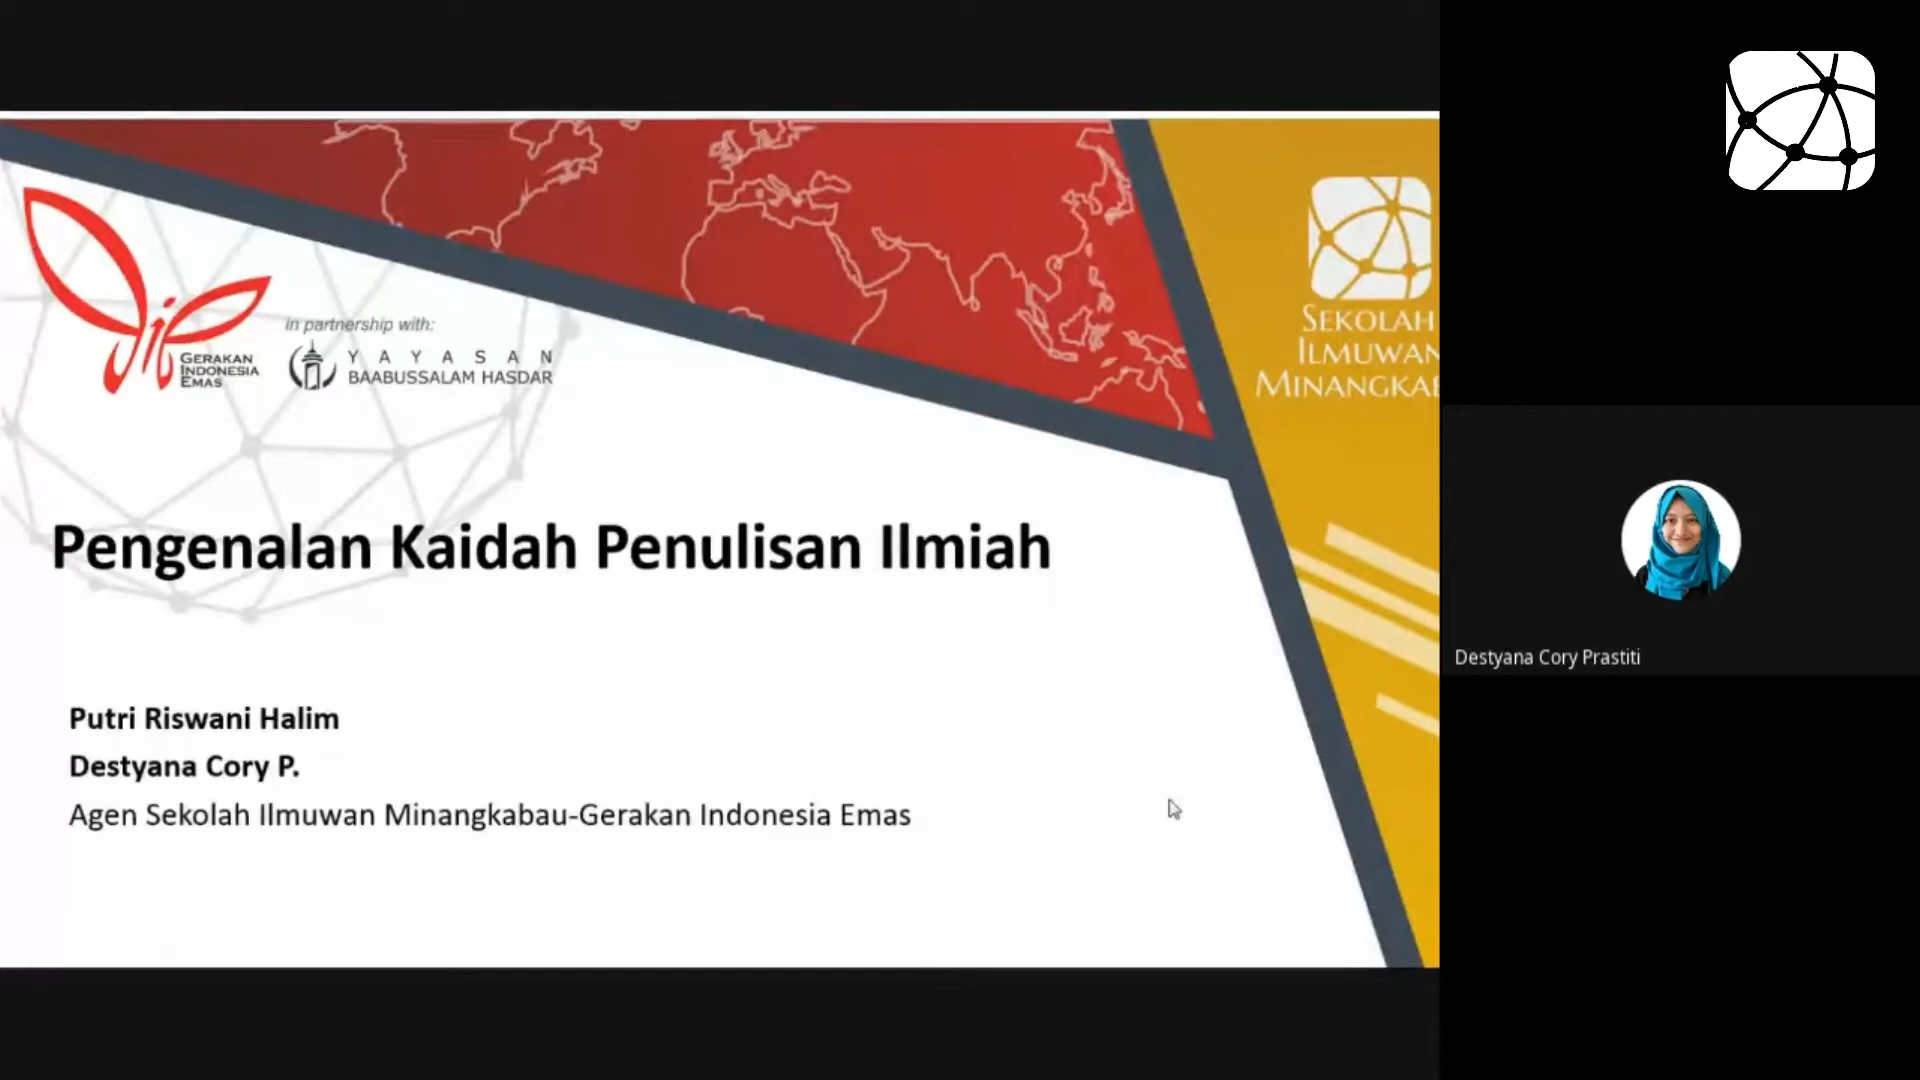 GERAKAN
INDONESIA
EMAS
in partnership with:
YAYASAN
BAABUSSALAM HASDAR
SEKOLAH
ILMUWAN
MINANGKAB
Pengenalan Kaidah Penulisan Ilmiah
Putri Riswani Halim
Destyana Cory P.
Agen Sekolah Ilmuwan Minangkabau-Gerakan Indonesia Emas
Destyana Cory Prastiti